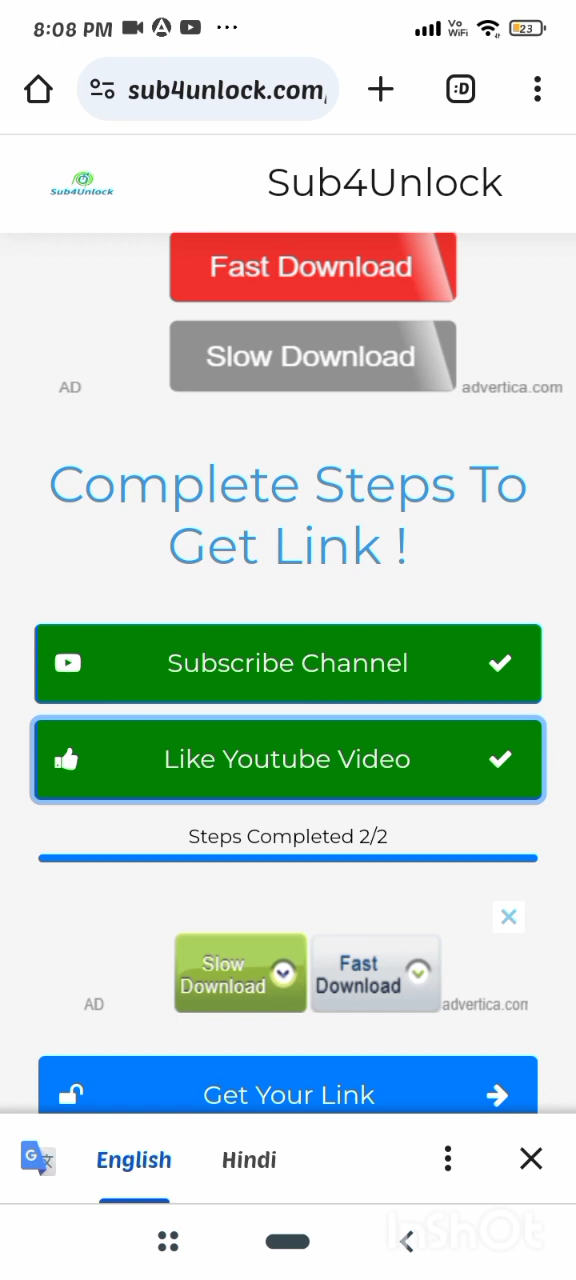 8:08 PM
Vo
WiFi
23
sub4unlock.com
:D
Sub4Unlock
Sub4Unlock
Fast Download
Slow Download
AD
advertica.com
Complete Steps To
Get Link !
Subscribe Channel
Like Youtube Video
Steps Completed 2/2
Slow
Download
Fast
Download
AD
advertica.con
Get Your Link
English
Hindi
InShOt